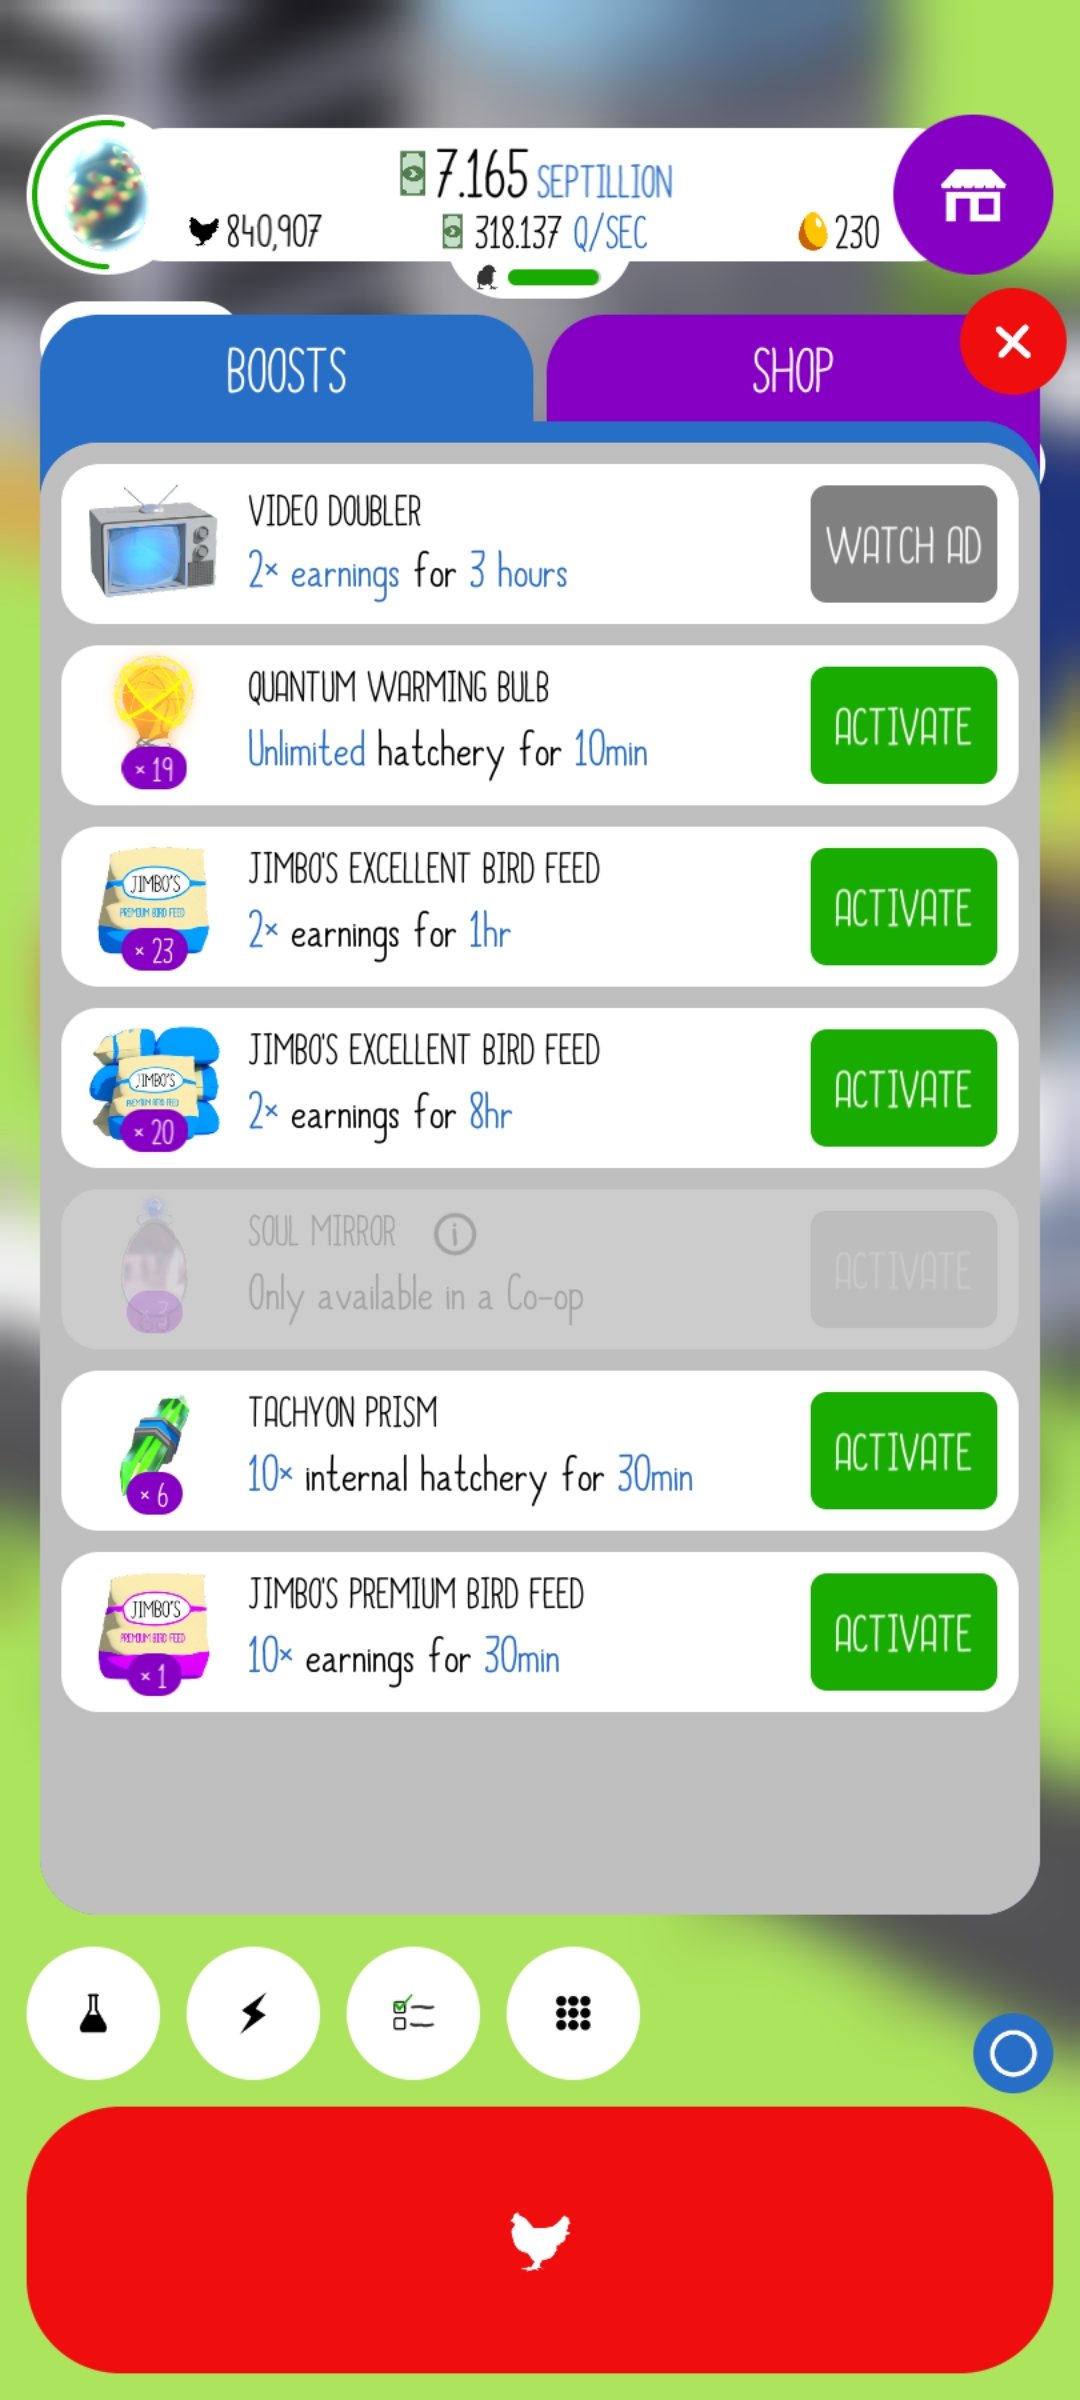 7.165 SEPTILLION
840,907 318.137 Q/SEC 230
BOOSTS SHOP
VIDEO DOUBLER
2× earnings for 3 hours
WATCH AD
QUANTUM WARMING BULB
Unlimited hatchery for 10min
× 19
ACTIVATE
JIMBO'S EXCELLENT BIRD FEED
2× earnings for 1hr
JIMBO'S
PREMIUM BIRD FEED
× 23
ACTIVATE
JIMBO'S EXCELLENT BIRD FEED
2× earnings for 8hr
JIMBO'S
PREMIUM BIRD FEED
× 20
ACTIVATE
SOUL MIRROR i
Only available in a Co-op
× 3
ACTIVATE
TACHYON PRISM
10× internal hatchery for 30min
× 6
ACTIVATE
JIMBO'S PREMIUM BIRD FEED
10× earnings for 30min
JIMBO'S
PREMIUM BIRD FEED
× 1
ACTIVATE